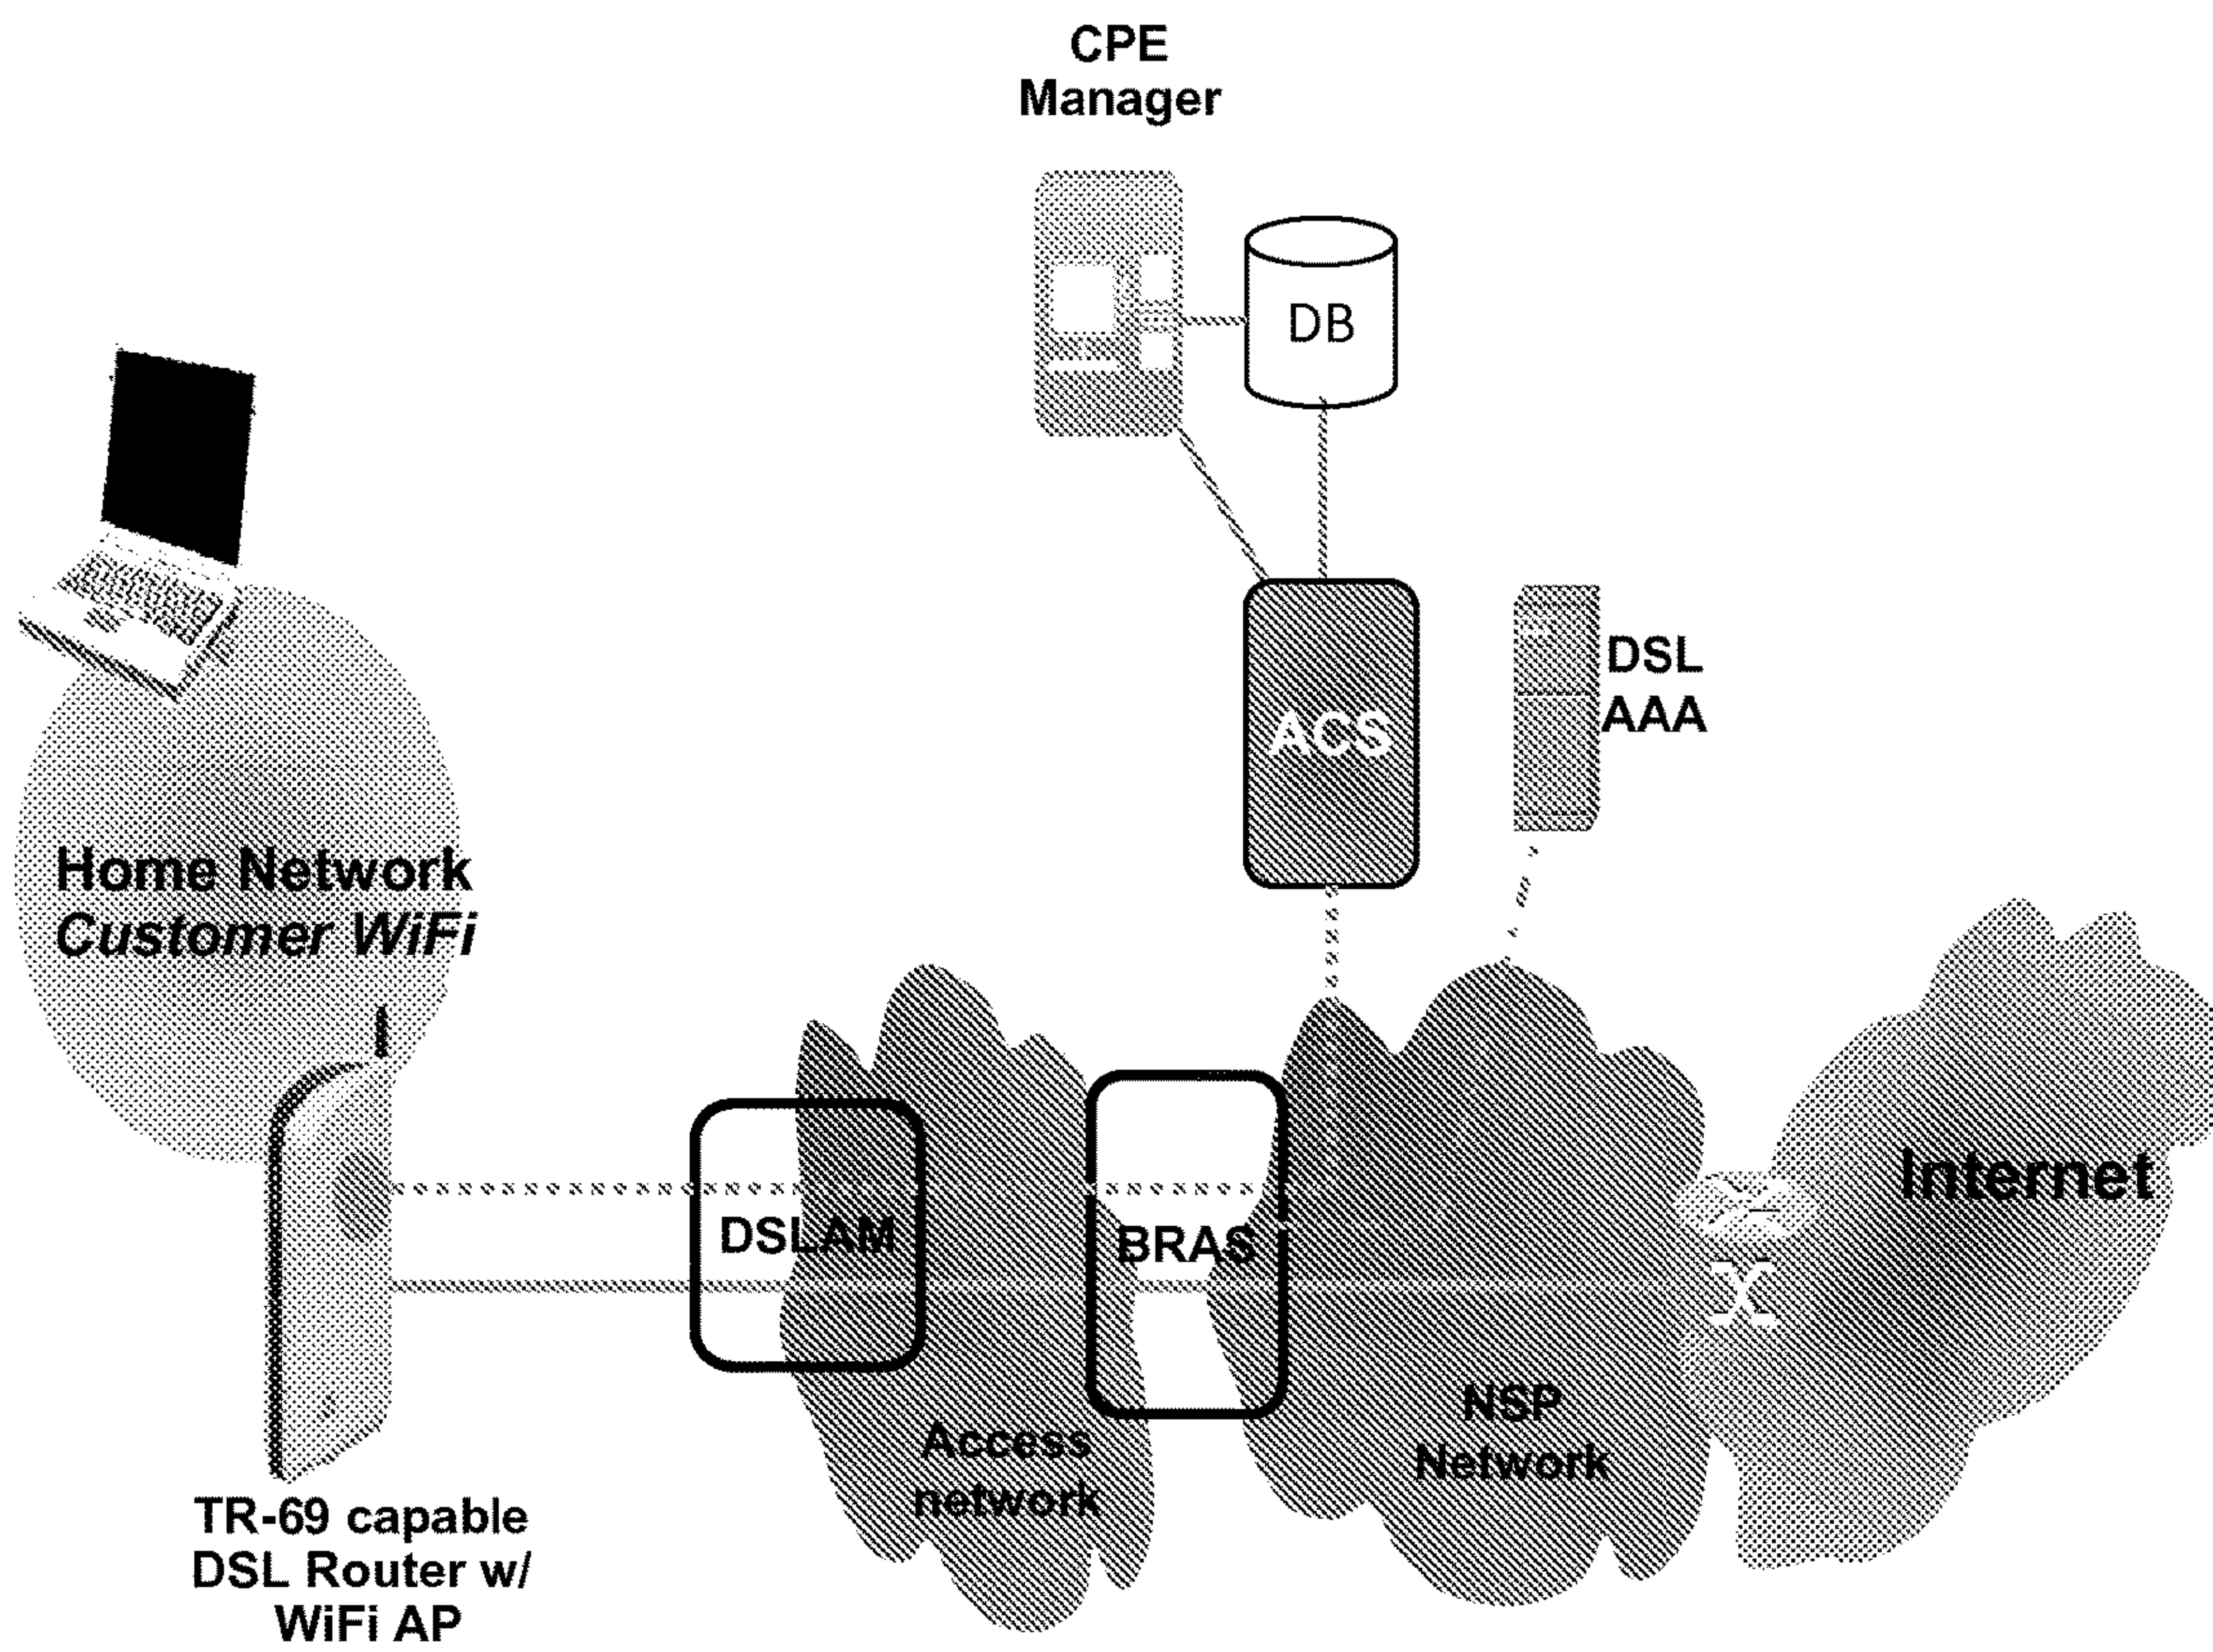 CPE
Manager
DB
ACS
DSL
AAA
Home Network
Customer WiFi
DSLAM
BRAS
Internet
Access
network
NSP
Network
TR-69 capable
DSL Router w/
WiFi AP